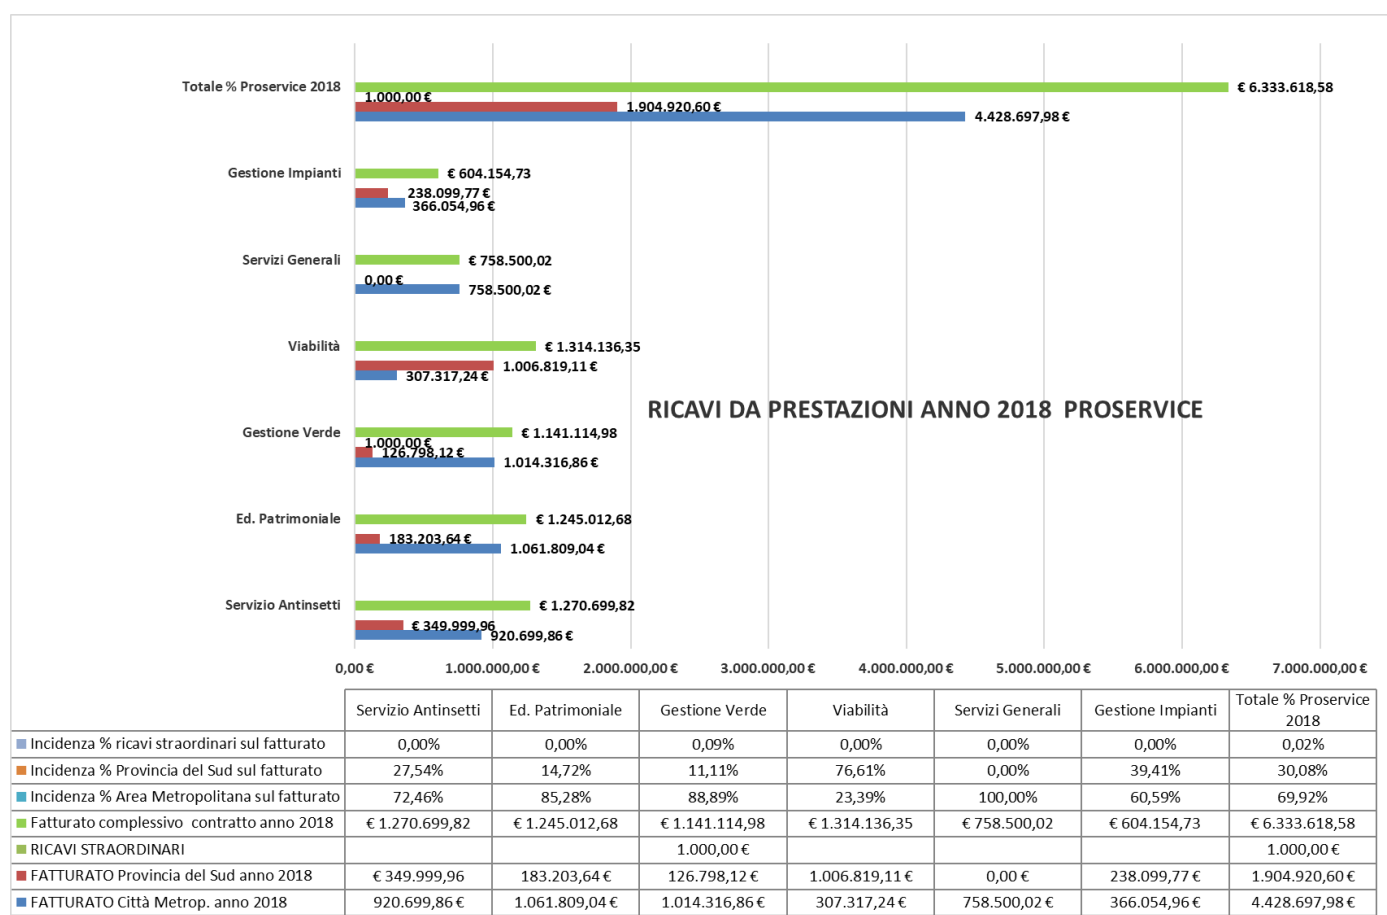 Totale % Proservice 2018
€ 6.333.618,58
1.000,00 €
1.904.920,60 €
4.428.697,98 €
Gestione Impianti
€ 604.154,73
238.099,77 €
366.054,96 €
Servizi Generali
€ 758.500,02
0,00 €
758.500,02 €
Viabilità
€ 1.314.136,35
1.006.819,11 €
307.317,24 €
RICAVI DA PRESTAZIONI ANNO 2018 PROSERVICE
Gestione Verde
€ 1.141.114,98
1.000,00 €
126.798,12 €
1.014.316,86 €
Ed. Patrimoniale
€ 1.245.012,68
183.203,64 €
1.061.809,04 €
Servizio Antinsetti
€ 1.270.699,82
€ 349.999,96
920.699,86 €
0,00 € 1.000.000,00 € 2.000.000,00 € 3.000.000,00 € 4.000.000,00 € 5.000.000,00 € 6.000.000,00 € 7.000.000,00 €
Servizio Antinsetti Ed. Patrimoniale Gestione Verde Viabilità Servizi Generali Gestione Impianti Totale % Proservice
2018
Incidenza % ricavi straordinari sul fatturato 0,00% 0,00% 0,09% 0,00% 0,00% 0,00% 0,02%
Incidenza % Provincia del Sud sul fatturato 27,54% 14,72% 11,11% 76,61% 0,00% 39,41% 30,08%
Incidenza % Area Metropolitana sul fatturato 72,46% 85,28% 88,89% 23,39% 100,00% 60,59% 69,92%
Fatturato complessivo contratto anno 2018 € 1.270.699,82 € 1.245.012,68 € 1.141.114,98 € 1.314.136,35 € 758.500,02 € 604.154,73 € 6.333.618,58
RICAVI STRAORDINARI 1.000,00 € 1.000,00 €
FATTURATO Provincia del Sud anno 2018 € 349.999,96 183.203,64 € 126.798,12 € 1.006.819,11 € 0,00 € 238.099,77 € 1.904.920,60 €
FATTURATO Città Metrop. anno 2018 920.699,86 € 1.061.809,04 € 1.014.316,86 € 307.317,24 € 758.500,02 € 366.054,96 € 4.428.697,98 €